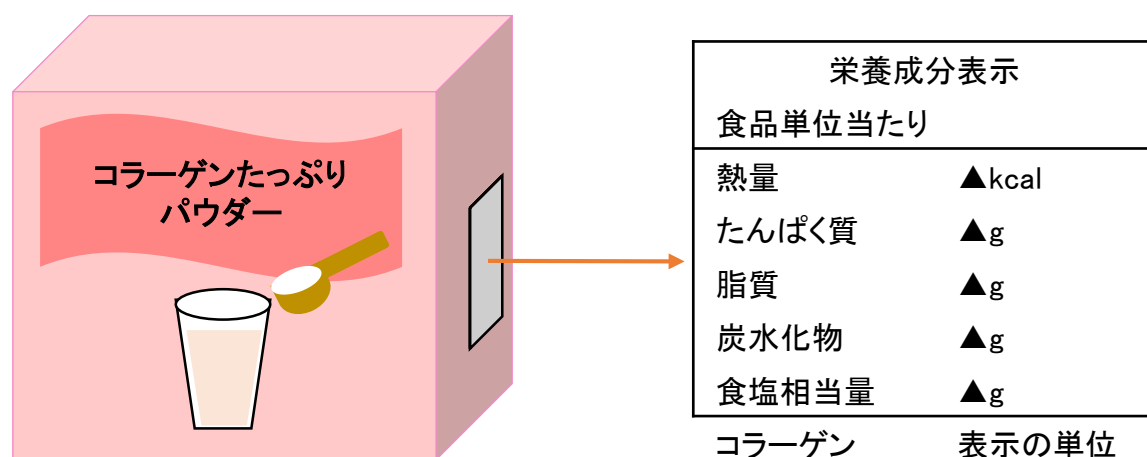 コラーゲンたっぷり
パウダー
栄養成分表示
食品単位当たり
熱量 ▲kcal
たんぱく質 ▲g
脂質 ▲g
炭水化物 ▲g
食塩相当量 ▲g
コラーゲン 表示の単位